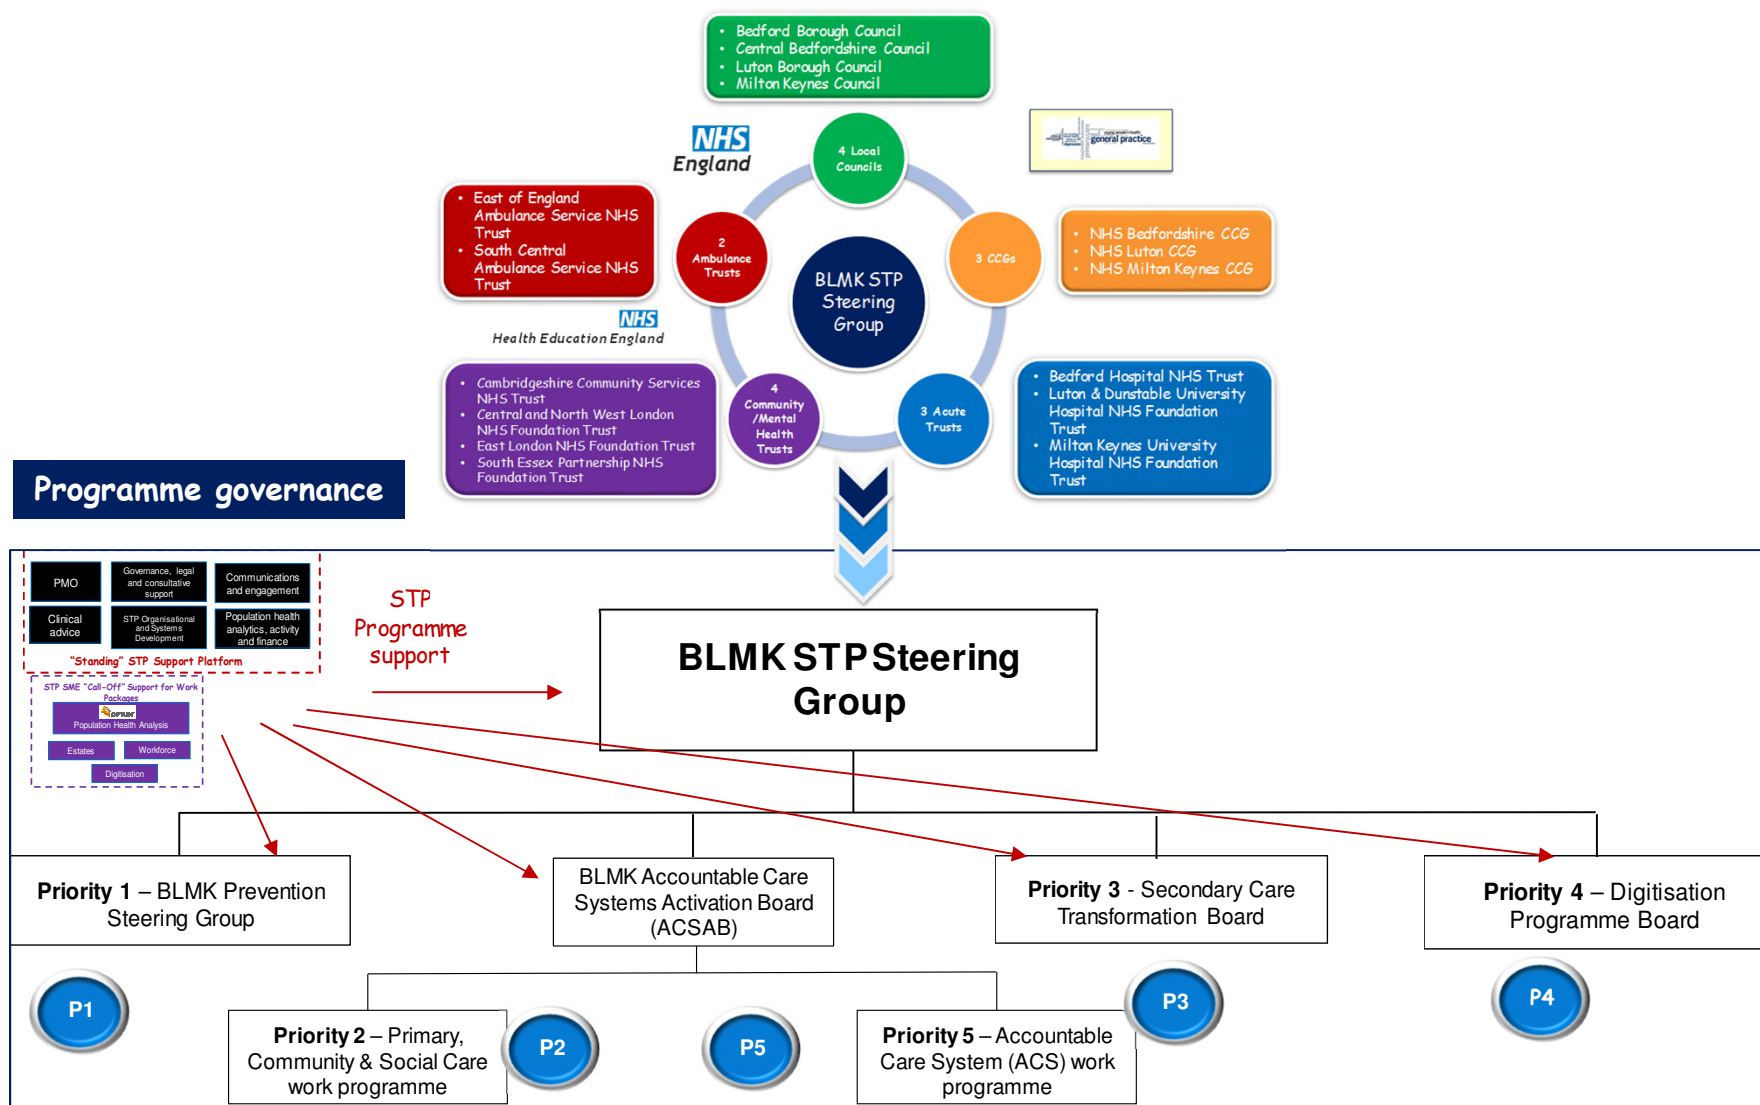 • Bedford Borough Council
• Central Bedfordshire Council
• Luton Borough Council
• Milton Keynes Council
NHS
England
general practice
4 Local
Councils
• East of England
Ambulance Service NHS
Trust
• South Central
Ambulance Service NHS
Trust
2
Ambulance
Trusts
3 CCGs
• NHS Bedfordshire CCG
• NHS Luton CCG
• NHS Milton Keynes CCG
BLMK STP
Steering
Group
NHS
Health Education England
• Cambridgeshire Community Services
NHS Trust
• Central and North West London
NHS Foundation Trust
• East London NHS Foundation Trust
• South Essex Partnership NHS
Foundation Trust
4
Community
/Mental
Health
Trusts
3 Acute
Trusts
• Bedford Hospital NHS Trust
• Luton & Dunstable University
Hospital NHS Foundation
Trust
• Milton Keynes University
Hospital NHS Foundation
Trust
Programme governance
PMO
Governance, legal
and consultative
support
Communications
and engagement
Clinical
advice
STP Organisational
and Systems
Development
Population health
analytics, activity
and finance
"Standing" STP Support Platform
STP
Programme
support
STP SME "Call-Off" Support for Work
Packages
OPTUM
Population Health Analysis
Estates
Workforce
Digitisation
BLMK STP Steering
Group
Priority 1 – BLMK Prevention
Steering Group
BLMK Accountable Care
Systems Activation Board
(ACSAB)
Priority 3 - Secondary Care
Transformation Board
Priority 4 – Digitisation
Programme Board
P1
Priority 2 – Primary,
Community & Social Care
work programme
P2
P5
Priority 5 – Accountable
Care System (ACS) work
programme
P3
P4